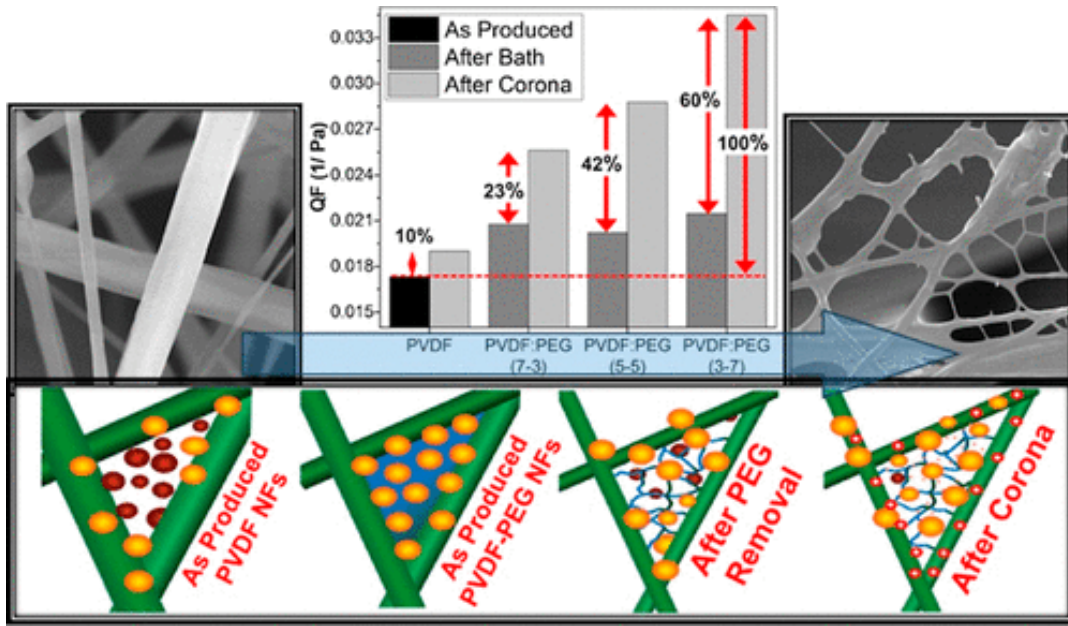 As Produced
After Bath
After Corona
QF (1/ Pa)
0.033
0.030
0.027
0.024
0.021
0.018
0.015
10%
23%
42%
60%
100%
PVDF
PVDF:PEG
(7-3)
PVDF:PEG
(5-5)
PVDF:PEG
(3-7)
As Produced
PVDF NFs
As Produced
PVDF-PEG NFs
After PEG
Removal
After Corona